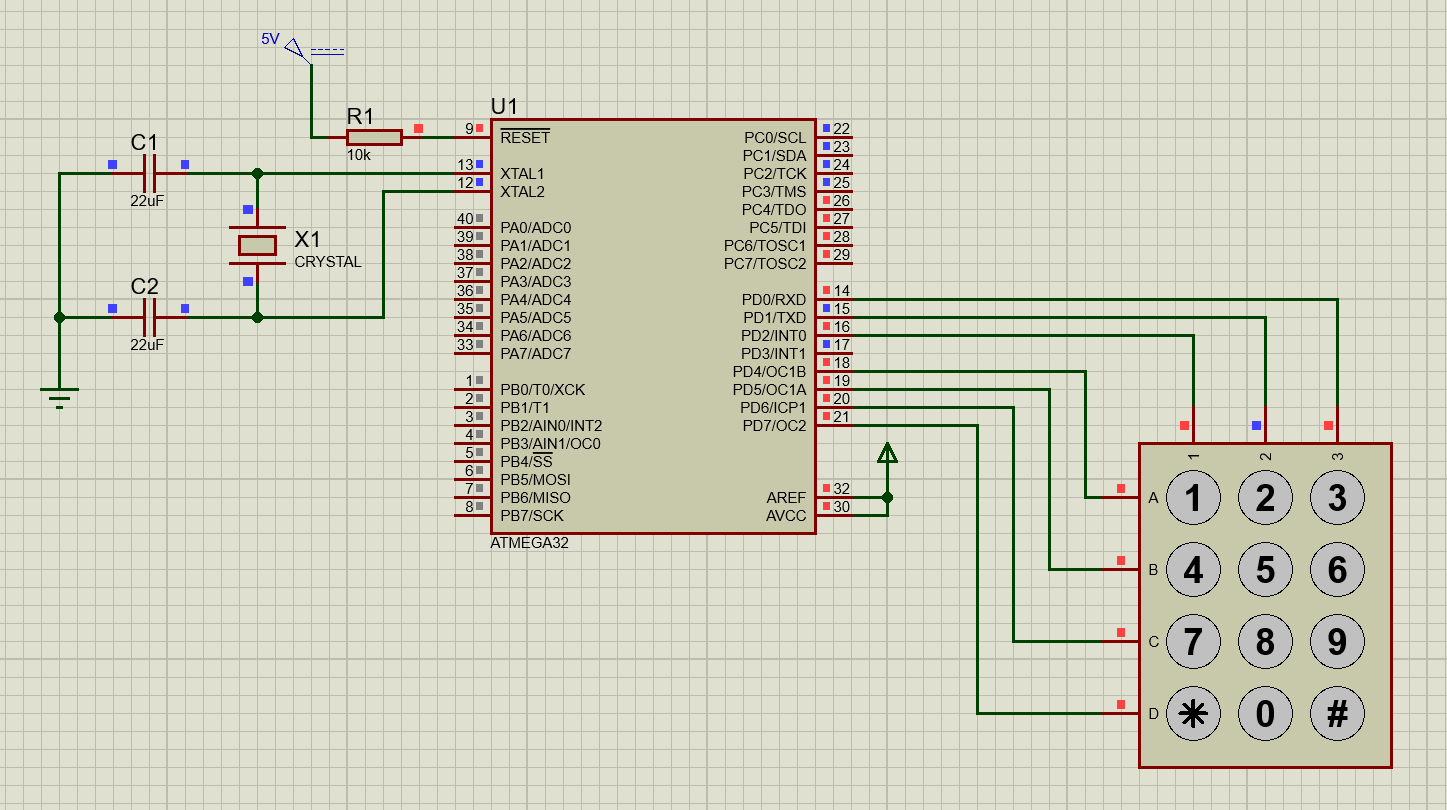 5V
R1
10k
C1
22uF
X1
CRYSTAL
C2
22uF
U1
9 RESET
13 XTAL1
12 XTAL2
40 PA0/ADC0
39 PA1/ADC1
38 PA2/ADC2
37 PA3/ADC3
36 PA4/ADC4
35 PA5/ADC5
34 PA6/ADC6
33 PA7/ADC7
1 PB0/T0/XCK
2 PB1/T1
3 PB2/AIN0/INT2
4 PB3/AIN1/OC0
5 PB4/SS
6 PB5/MOSI
7 PB6/MISO
8 PB7/SCK
PC0/SCL 22
PC1/SDA 23
PC2/TCK 24
PC3/TMS 25
PC4/TDO 26
PC5/TDI 27
PC6/TOSC1 28
PC7/TOSC2 29
PD0/RXD 14
PD1/TXD 15
PD2/INT0 16
PD3/INT1 17
PD4/OC1B 18
PD5/OC1A 19
PD6/ICP1 20
PD7/OC2 21
AREF 32
AVCC 30
ATMEGA32
1 2 3
A 1 2 3
B 4 5 6
C 7 8 9
D * 0 #